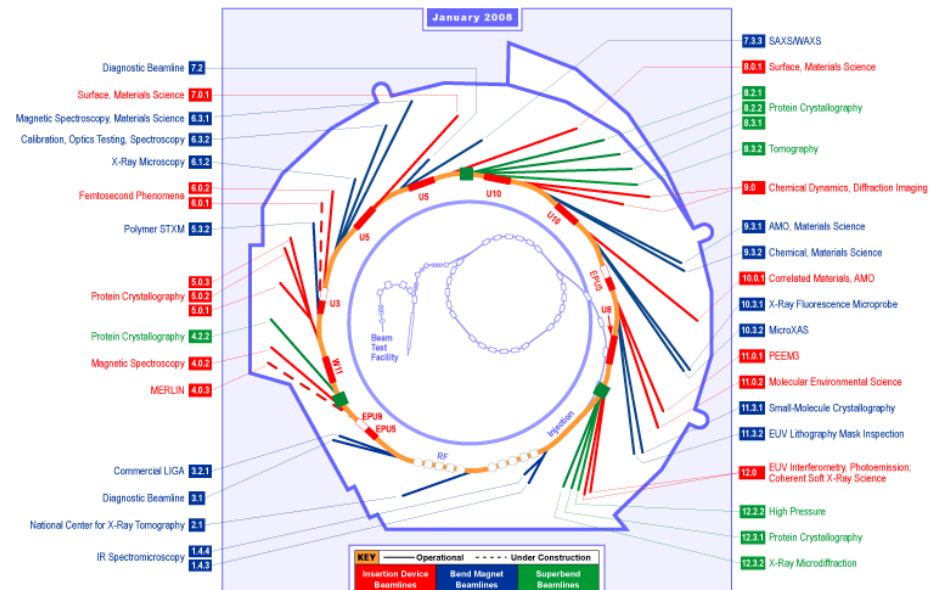 January 2008
Diagnostic Beamline 7.2
Surface, Materials Science 7.0.1
Magnetic Spectroscopy, Materials Science 6.3.1
Calibration, Optics Testing, Spectroscopy 6.3.2
X-Ray Microscopy 6.1.2
Femtosecond Phenomena 6.0.2
6.0.1
Polymer STXM 5.3.2
5.0.3
Protein Crystallography 5.0.2
5.0.1
Protein Crystallography 4.2.2
Magnetic Spectroscopy 4.0.2
MERLIN 4.0.3
Commercial LIGA 3.2.1
Diagnostic Beamline 3.1
National Center for X-Ray Tomography 2.1
IR Spectromicroscopy 1.4.4
1.4.3
U5
U5
U10
U10
EPU5
U8
U3
W11
EPU9
EPU5
RF
Injection
Beam
Test
Facility
7.3.3 SAXS/WAXS
8.0.1 Surface, Materials Science
8.2.1
8.2.2 Protein Crystallography
8.3.1
8.3.2 Tomography
9.0 Chemical Dynamics, Diffraction Imaging
9.3.1 AMO, Materials Science
9.3.2 Chemical, Materials Science
10.0.1 Correlated Materials, AMO
10.3.1 X-Ray Fluorescence Microprobe
10.3.2 MicroXAS
11.0.1 PEEM3
11.0.2 Molecular Environmental Science
11.3.1 Small-Molecule Crystallography
11.3.2 EUV Lithography Mask Inspection
12.0 EUV Interferometry, Photoemission;
Coherent Soft X-Ray Science
12.2.2 High Pressure
12.3.1 Protein Crystallography
12.3.2 X-Ray Microdiffraction
KEY Operational Under Construction
Insertion Device Beamlines
Bend Magnet Beamlines
Superbend Beamlines